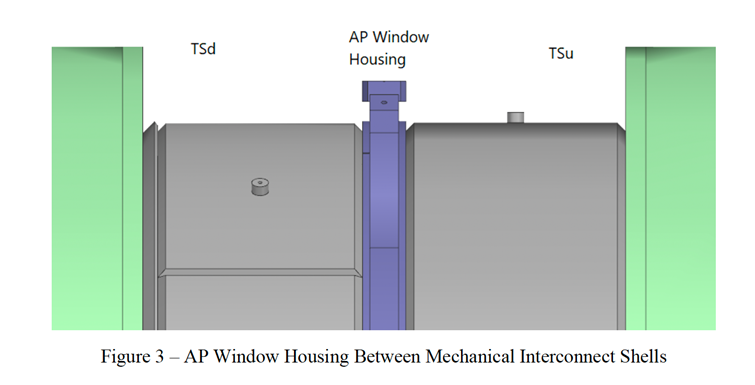 TSd
AP Window
Housing
TSu
Figure 3 – AP Window Housing Between Mechanical Interconnect Shells